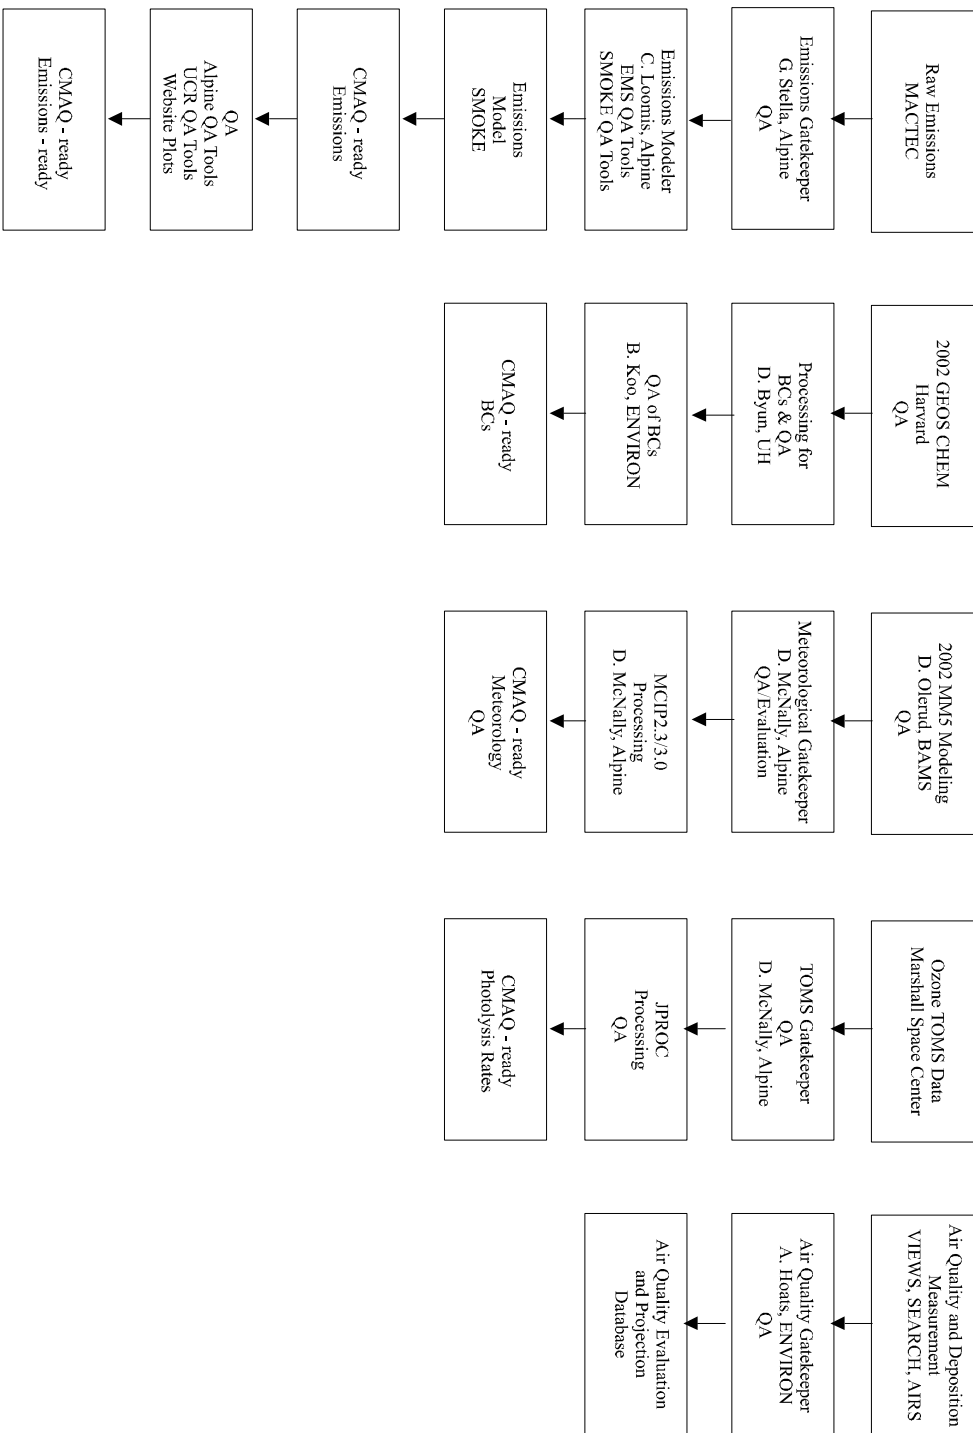 Raw Emissions
MACTEC
Emissions Gatekeeper
G. Stella, Alpine
QA
Emissions Modeler
C. Loomis, Alpine
EMS QA Tools
SMOKE QA Tools
Emissions
Model
SMOKE
CMAQ - ready
Emissions
QA
Alpine QA Tools
UCR QA Tools
Website Plots
CMAQ - ready
Emissions - ready
2002 GEOS CHEM
Harvard
QA
Processing for
BCs & QA
D. Byun, UH
QA of BCs
B. Koo, ENVIRON
CMAQ - ready
BCs
2002 MM5 Modeling
D. Olerud, BAMS
QA
Meteorological Gatekeeper
D. McNally, Alpine
QA/Evaluation
MCIP2.3/3.0
Processing
D. McNally, Alpine
CMAQ - ready
Meteorology
QA
Ozone TOMS Data
Marshall Space Center
TOMS Gatekeeper
QA
D. McNally, Alpine
JPROC
Processing
QA
CMAQ - ready
Photolysis Rates
Air Quality and Deposition
Measurement
VIEWS, SEARCH, AIRS
Air Quality Gatekeeper
A. Hoats, ENVIRON
QA
Air Quality Evaluation
and Projection
Database